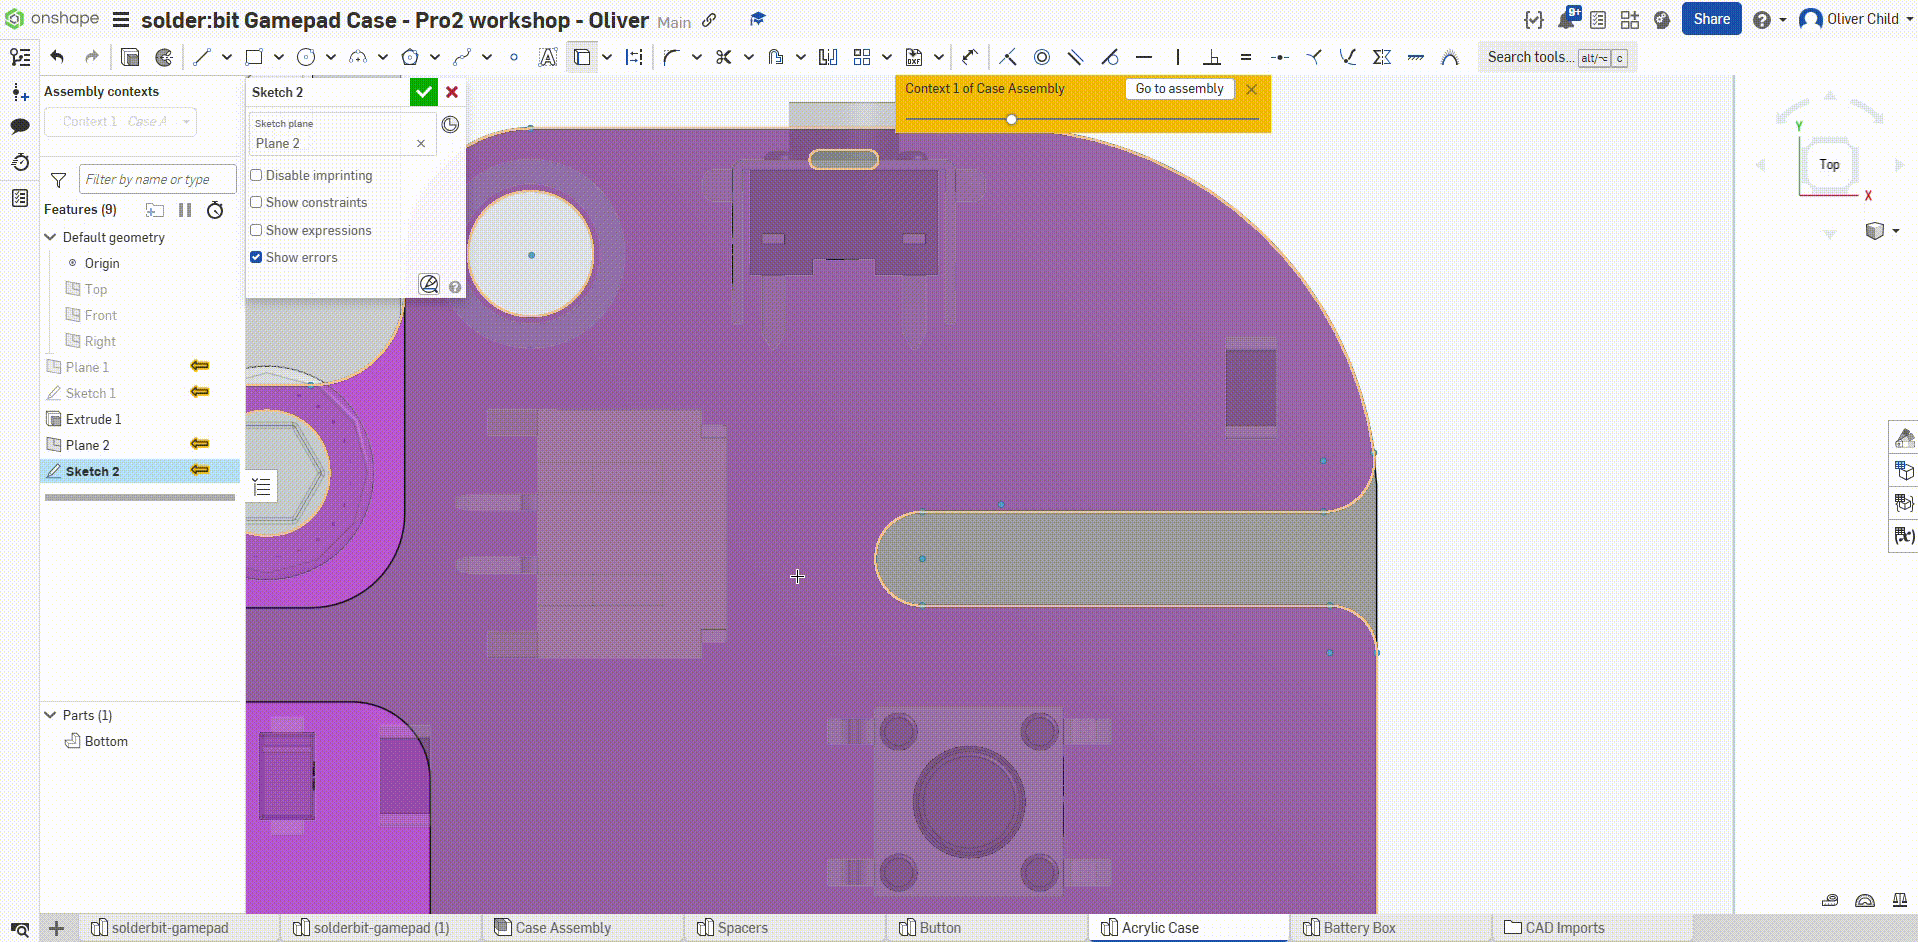 onshape
solder:bit Gamepad Case - Pro2 workshop - Oliver Main
9+
Share
Oliver Child
Search tools... alt/⌥ c
Assembly contexts
Context 1 Case A
Filter by name or type
Features (9)
Default geometry
Origin
Top
Front
Right
Plane 1
Sketch 1
Extrude 1
Plane 2
Sketch 2
Parts (1)
Bottom
Sketch 2
Sketch plane
Plane 2
Disable imprinting
Show constraints
Show expressions
Show errors
Context 1 of Case Assembly
Go to assembly
Y
Top
X
solderbit-gamepad
solderbit-gamepad (1)
Case Assembly
Spacers
Button
Acrylic Case
Battery Box
CAD Imports